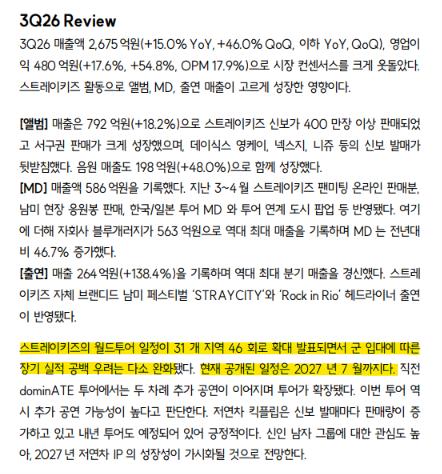 3Q26 Review
3Q26 매출액 2,675억원(+15.0% YoY, +46.0% QoQ, 이하 YoY, QoQ), 영업이
익 480억원(+17.6%, +54.8%, OPM 17.9%)으로 시장 컨센서스를 크게 웃돌았다.
스트레이키즈 활동으로 앨범, MD, 출연 매출이 고르게 성장한 영향이다.
[앨범] 매출은 792 억원(+18.2%)으로 스트레이키즈 신보가 400 만장 이상 판매되었
고 서구권 판매가 크게 성장했으며, 데이식스 영케이, 넥스지, 니쥬 등의 신보 발매가
뒷받침했다. 음원 매출도 198 억원(+48.0%)으로 함께 성장했다.
[MD] 매출액 586 억원을 기록했다. 지난 3~4 월 스트레이키즈 팬미팅 온라인 판매분,
남미 현장 응원봉 판매, 한국/일본 투어 MD 와 투어 연계 도시 팝업 등 반영됐다. 여기
에 더해 자회사 블루개러지가 563 억원으로 역대 최대 매출을 기록하며 MD 는 전년대
비 46.7% 증가했다.
[출연] 매출 264 억원(+138.4%)을 기록하며 역대 최대 분기 매출을 경신했다. 스트레
이키즈 자체 브랜디드 남미 페스티벌 'STRAYCITY'와 'Rock in Rio' 헤드라이너 출연
이 반영됐다.
스트레이키즈의 월드투어 일정이 31 개 지역 46 회로 확대 발표되면서 군 입대에 따른
장기 실적 공백 우려는 다소 완화됐다. 현재 공개된 일정은 2027 년 7 월까지다. 직전
dominATE 투어에서는 두 차례 추가 공연이 이어지며 투어가 확장됐다. 이번 투어 역
시 추가 공연 가능성이 높다고 판단한다. 저연차 킥플립은 신보 발매마다 판매량이 증
가하고 있고 내년 투어도 예정되어 있어 긍정적이다. 신인 남자 그룹에 대한 관심도 높
아, 2027 년 저연차 IP 의 성장성이 가시화될 것으로 전망한다.